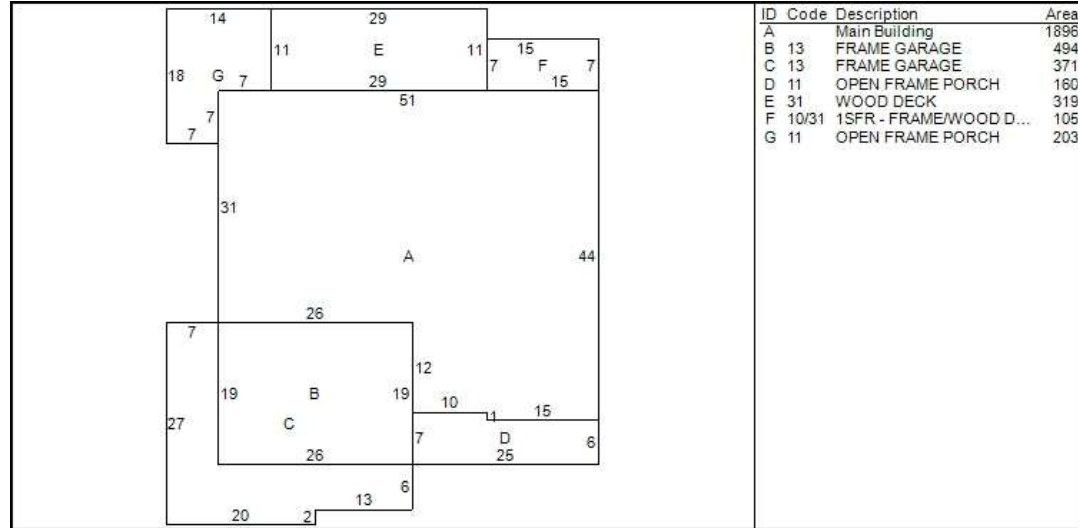 14
29
ID Code Description Area
A Main Building 1896
B 13 FRAME GARAGE 494
C 13 FRAME GARAGE 371
D 11 OPEN FRAME PORCH 160
E 31 WOOD DECK 319
F 10/31 1SFR - FRAME/WOOD D... 105
G 11 OPEN FRAME PORCH 203
11 E 11 15
18 G 7 29 7 F 7
15
51
7
7
31
A 44
26
7
12
19 B 19
10 15
27 C 1
7 D 6
26 25
6
13
20 2